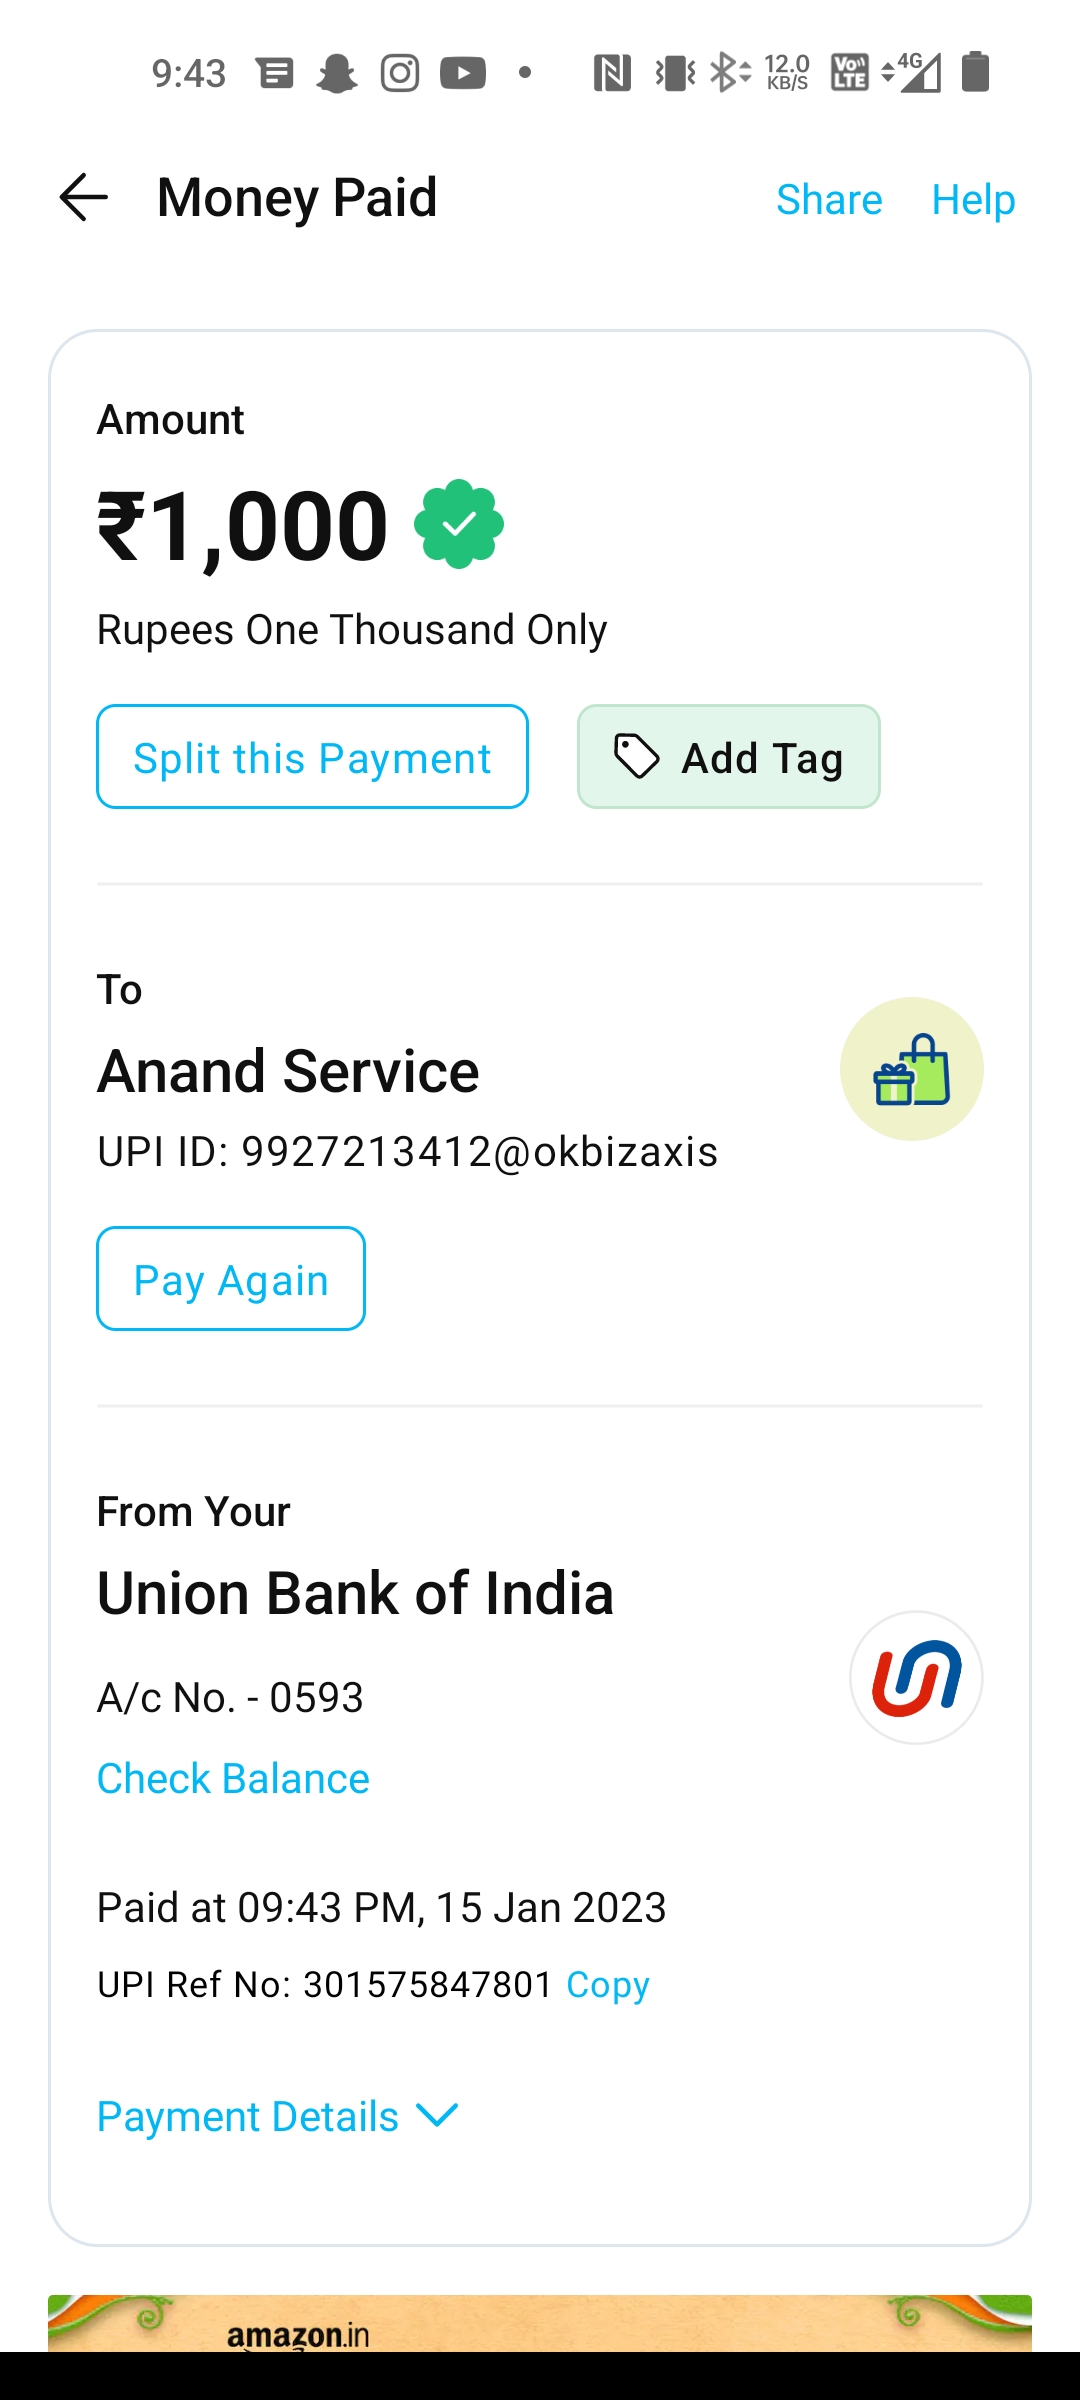 9:43 12.0 KB/S VoLTE 4G
Money Paid Share Help
Amount
₹1,000
Rupees One Thousand Only
Split this Payment Add Tag
To
Anand Service
UPI ID: 9927213412@okbizaxis
Pay Again
From Your
Union Bank of India
A/c No. - 0593
Check Balance
Paid at 09:43 PM, 15 Jan 2023
UPI Ref No: 301575847801 Copy
Payment Details
amazon.in